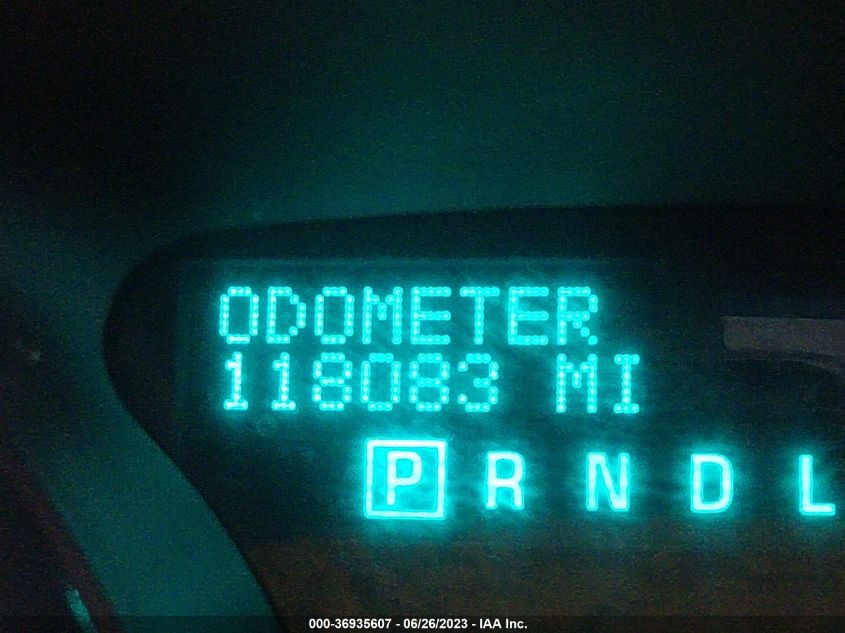 ODOMETER
118083 MI
P R N D L
000-36935607 - 06/26/2023 - IAA Inc.